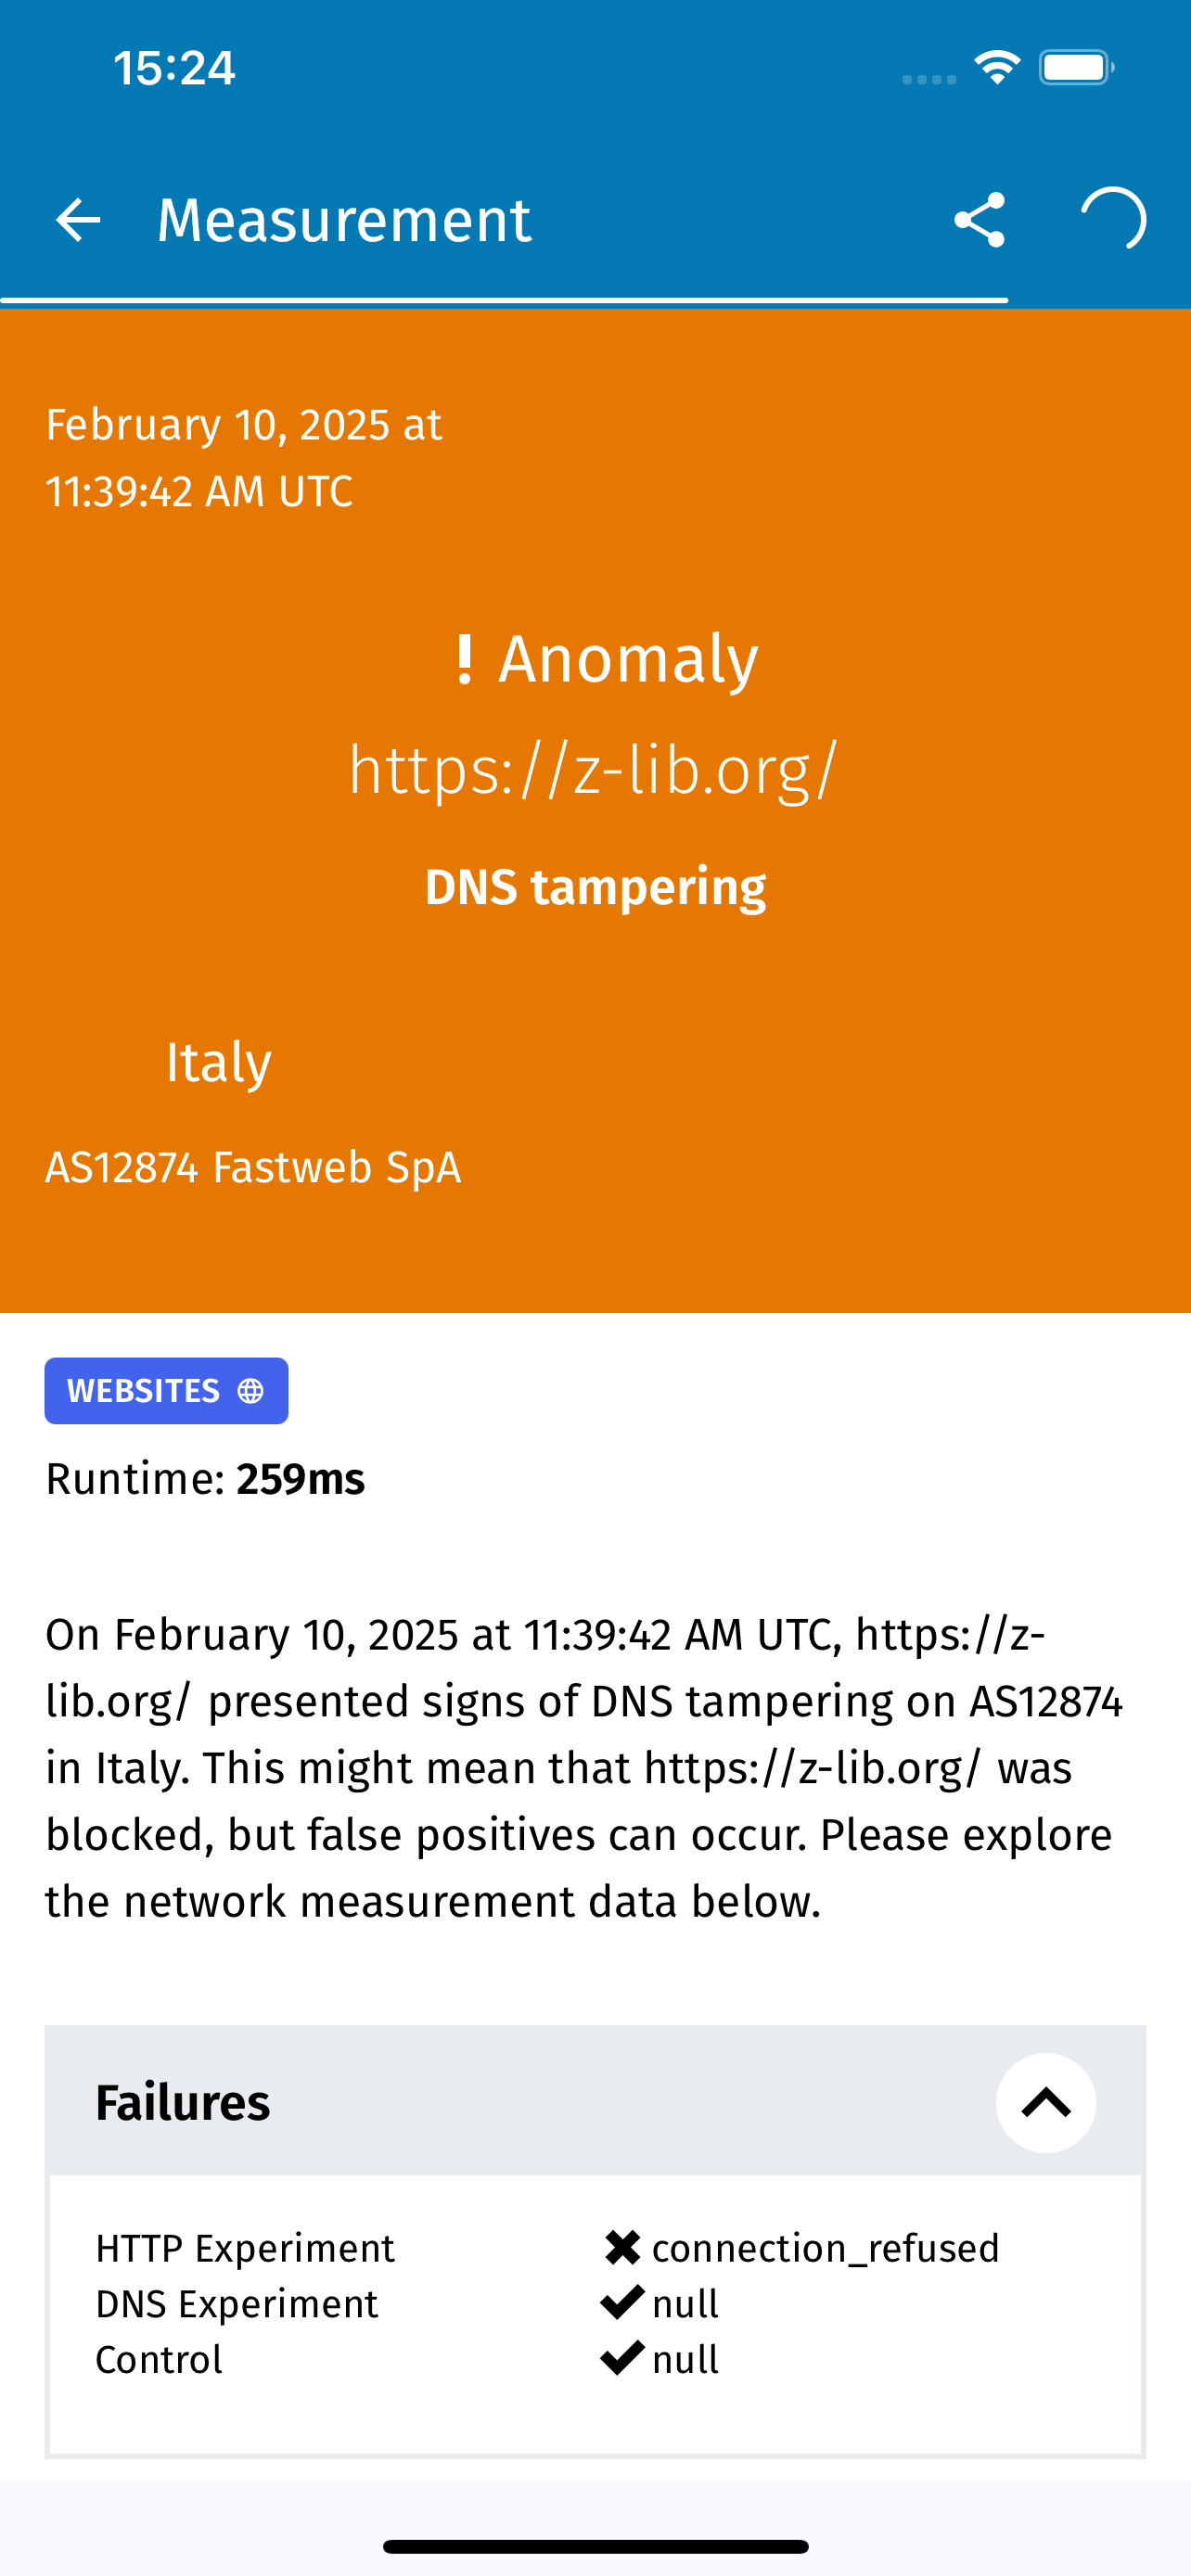 15:24
Measurement
February 10, 2025 at
11:39:42 AM UTC
! Anomaly
https://z-lib.org/
DNS tampering
Italy
AS12874 Fastweb SpA
WEBSITES
Runtime: 259ms
On February 10, 2025 at 11:39:42 AM UTC, https://z-
lib.org/ presented signs of DNS tampering on AS12874
in Italy. This might mean that https://z-lib.org/ was
blocked, but false positives can occur. Please explore
the network measurement data below.
Failures
HTTP Experiment connection_refused
DNS Experiment null
Control null